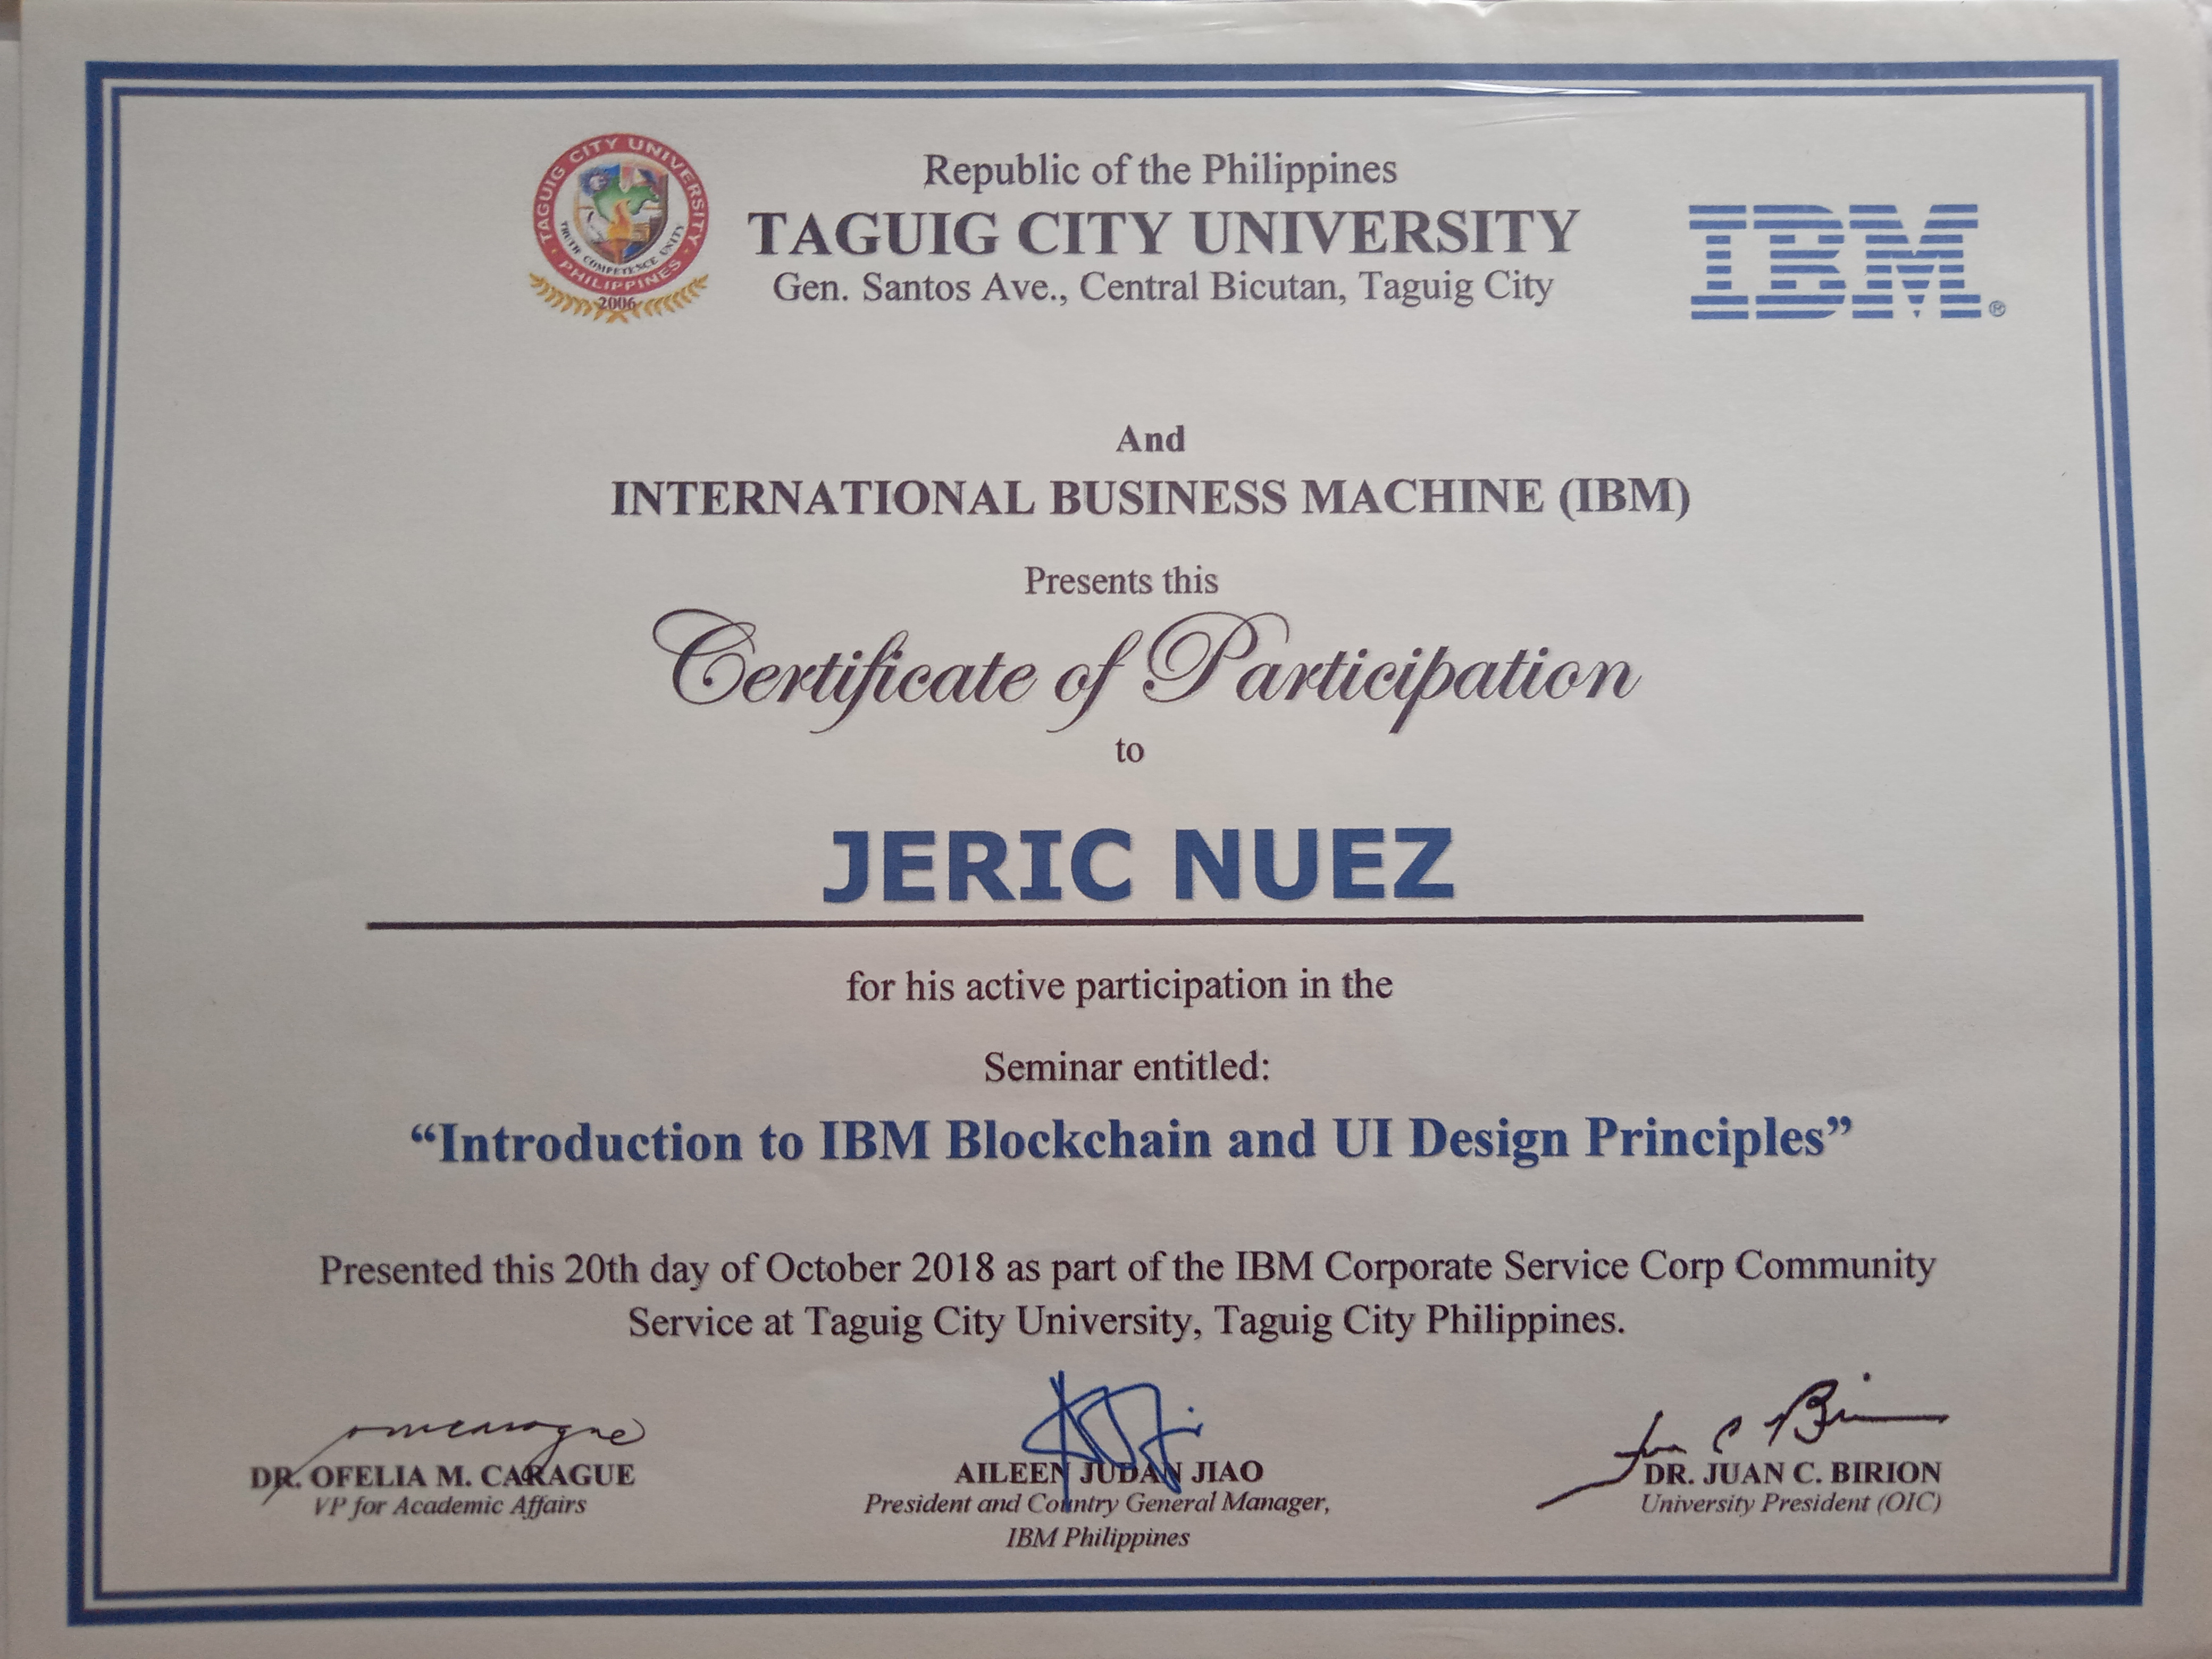 TAGUIG CITY UNIVERSITY
PHILIPPINES
TRUTH COMPETENCE UNITY
2006
Republic of the Philippines
TAGUIG CITY UNIVERSITY
Gen. Santos Ave., Central Bicutan, Taguig City
IBM®
And
INTERNATIONAL BUSINESS MACHINE (IBM)
Presents this
Certificate of Participation
to
JERIC NUEZ
for his active participation in the
Seminar entitled:
“Introduction to IBM Blockchain and UI Design Principles”
Presented this 20th day of October 2018 as part of the IBM Corporate Service Corp Community
Service at Taguig City University, Taguig City Philippines.
DR. OFELIA M. CARAGUE
VP for Academic Affairs
AILEEN JUDAN JIAO
President and Country General Manager,
IBM Philippines
DR. JUAN C. BIRION
University President (OIC)